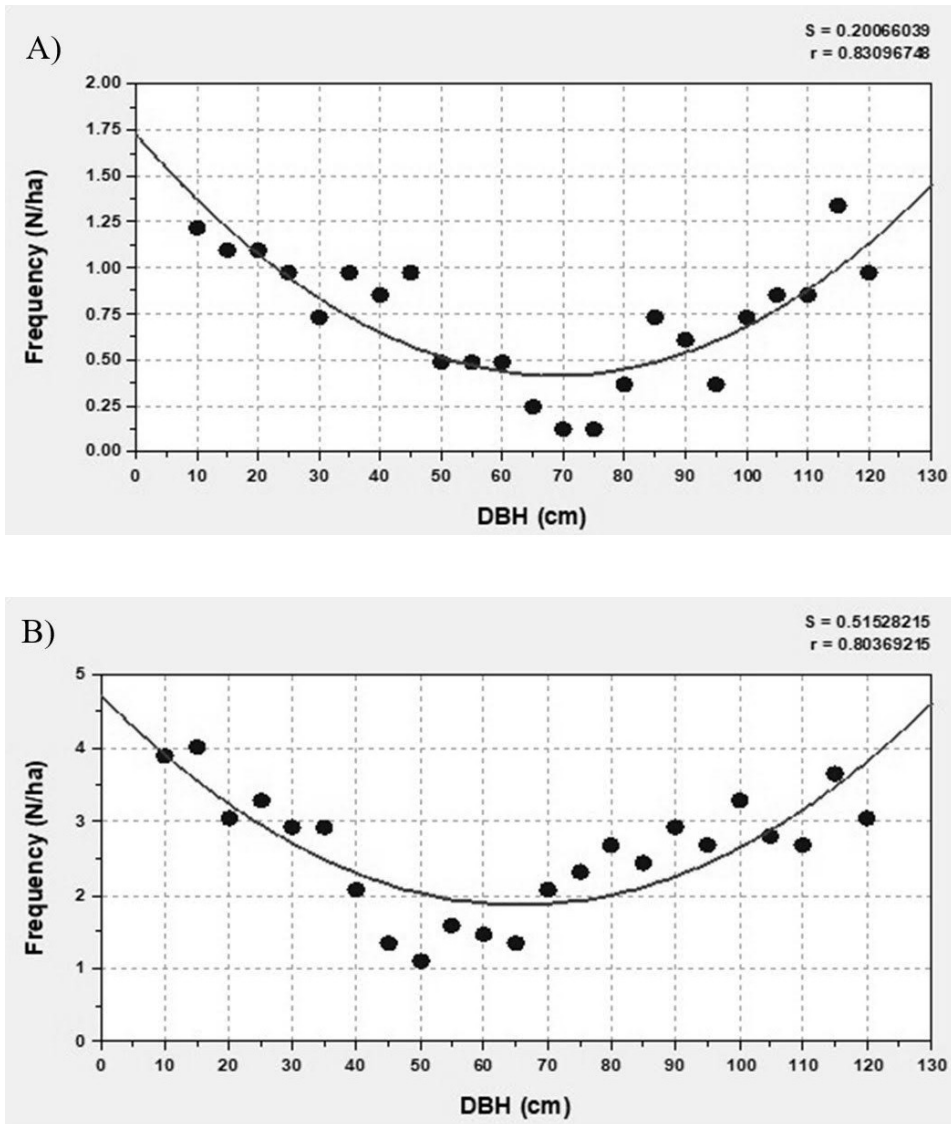 A)
S = 0.20066039
r = 0.83096748
2.00
1.75
1.50
1.25
1.00
0.75
0.50
0.25
0.00
Frequency (N/ha)
0 10 20 30 40 50 60 70 80 90 100 110 120 130
DBH (cm)
B)
S = 0.51528215
r = 0.80369215
5
4
3
2
1
0
Frequency (N/ha)
0 10 20 30 40 50 60 70 80 90 100 110 120 130
DBH (cm)